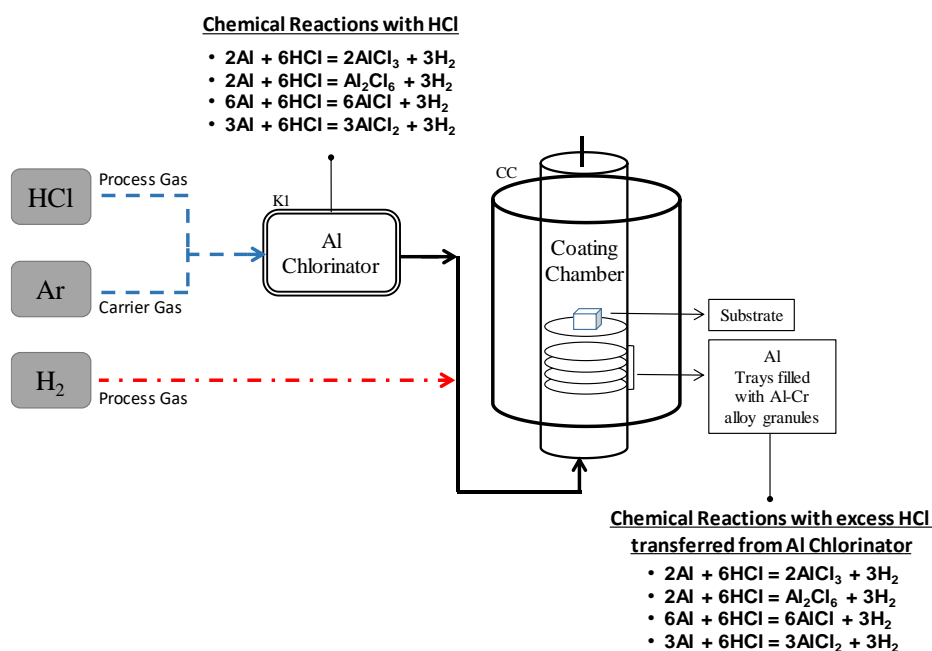 Chemical Reactions with HCl
• 2Al + 6HCl = 2AlCl₃ + 3H₂
• 2Al + 6HCl = Al₂Cl₆ + 3H₂
• 6Al + 6HCl = 6AlCl + 3H₂
• 3Al + 6HCl = 3AlCl₂ + 3H₂
HCl
Process Gas
Ar
Carrier Gas
H₂
Process Gas
K1
Al
Chlorinator
CC
Coating
Chamber
Substrate
Al
Trays filled
with Al-Cr
alloy granules
Chemical Reactions with excess HCl
transferred from Al Chlorinator
• 2Al + 6HCl = 2AlCl₃ + 3H₂
• 2Al + 6HCl = Al₂Cl₆ + 3H₂
• 6Al + 6HCl = 6AlCl + 3H₂
• 3Al + 6HCl = 3AlCl₂ + 3H₂